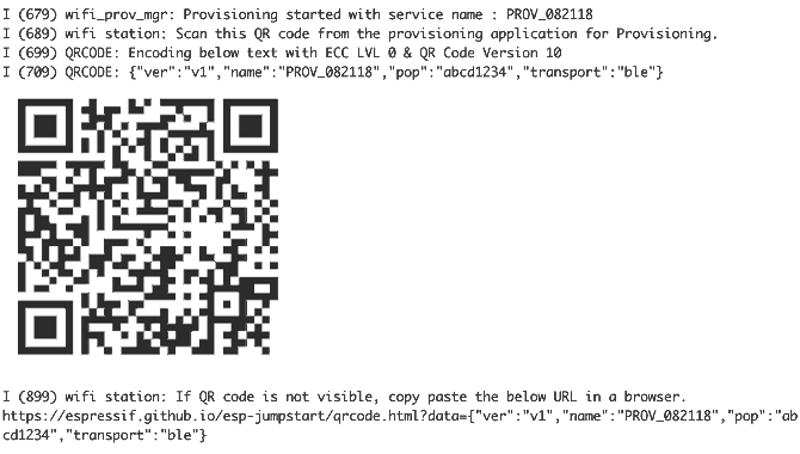 I (679) wifi_prov_mgr: Provisioning started with service name : PROV_082118
I (689) wifi station: Scan this QR code from the provisioning application for Provisioning.
I (699) QRCODE: Encoding below text with ECC LVL 0 & QR Code Version 10
I (709) QRCODE: {"ver":"v1","name":"PROV_082118","pop":"abcd1234","transport":"ble"}
I (899) wifi station: If QR code is not visible, copy paste the below URL in a browser.
https://espressif.github.io/esp-jumpstart/qrcode.html?data={"ver":"v1","name":"PROV_082118","pop":"ab
cd1234","transport":"ble"}